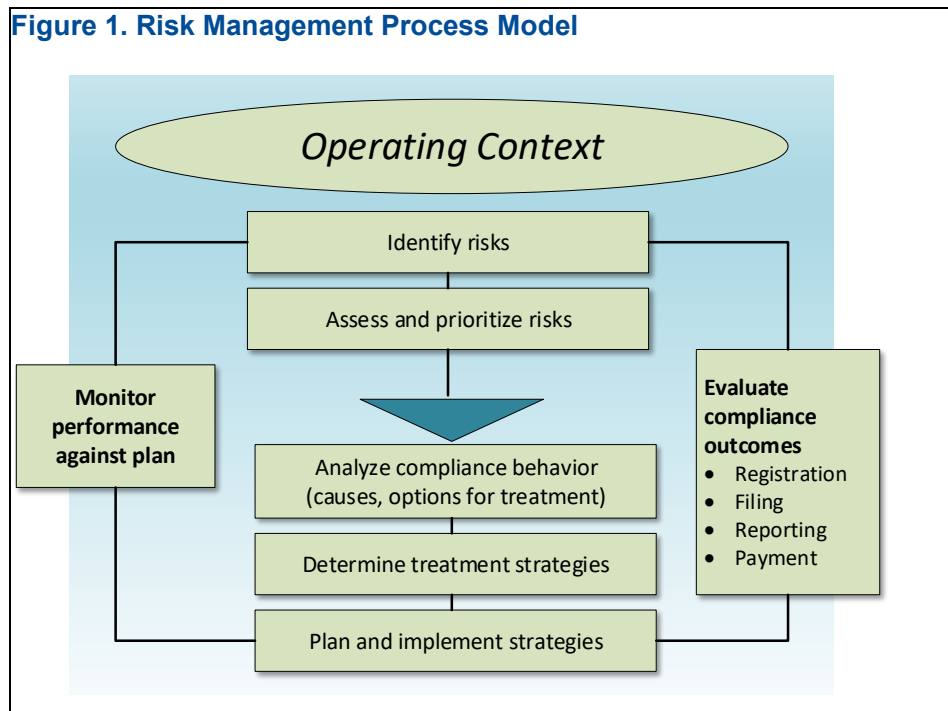 Figure 1. Risk Management Process Model
Operating Context
Identify risks
Assess and prioritize risks
Monitor
performance
against plan
Evaluate
compliance
outcomes
• Registration
• Filing
• Reporting
• Payment
Analyze compliance behavior
(causes, options for treatment)
Determine treatment strategies
Plan and implement strategies